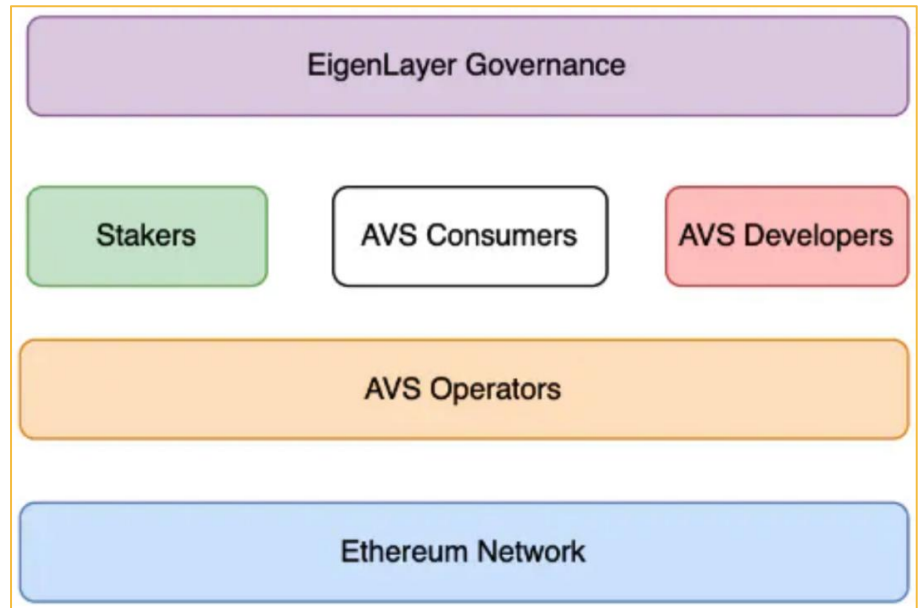 EigenLayer Governance
Stakers
AVS Consumers
AVS Developers
AVS Operators
Ethereum Network